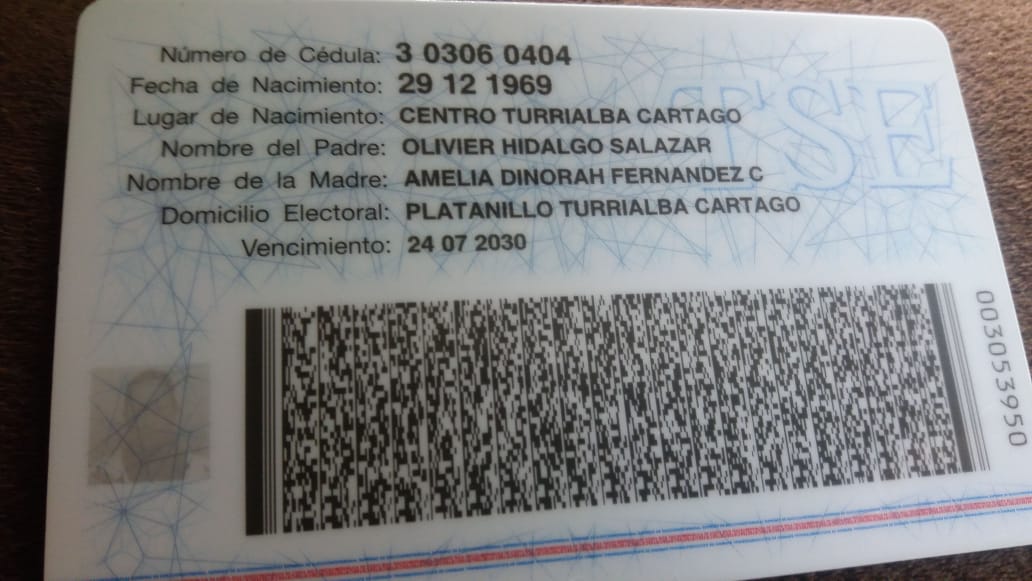 Número de Cédula: 3 0306 0404
Fecha de Nacimiento: 29 12 1969
Lugar de Nacimiento: CENTRO TURRIALBA CARTAGO
Nombre del Padre: OLIVIER HIDALGO SALAZAR
Nombre de la Madre: AMELIA DINORAH FERNANDEZ C
Domicilio Electoral: PLATANILLO TURRIALBA CARTAGO
Vencimiento: 24 07 2030
TSE
003053950